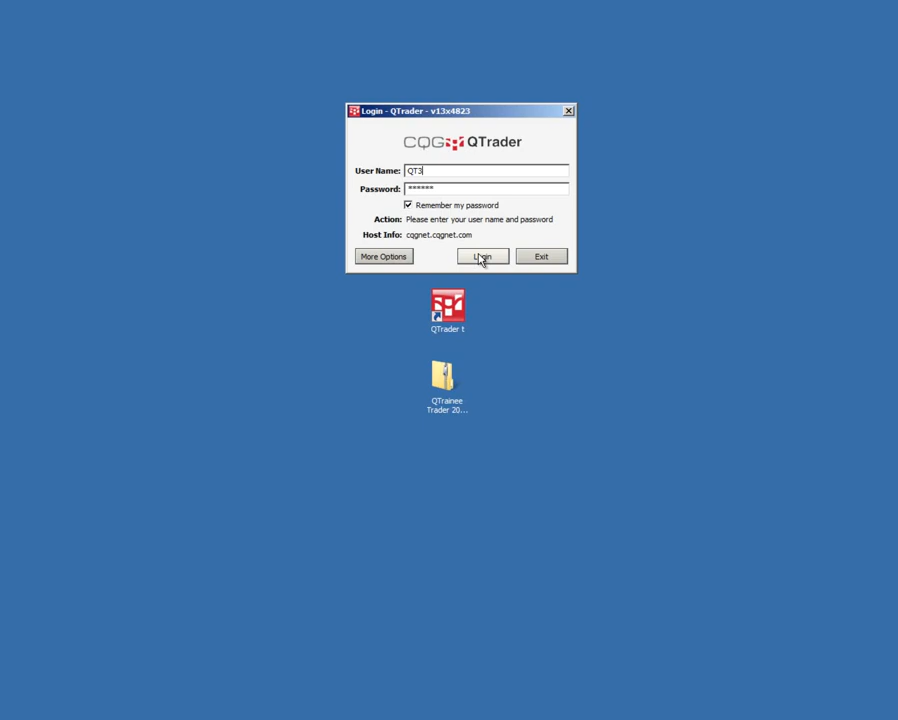 Login - QTrader - v13x4823
CQG QTrader
User Name: QT3
Password: ******
Remember my password
Action: Please enter your user name and password
Host Info: cqgnet.cqgnet.com
More Options Login Exit
QTrader t
QTrainee
Trader 20...